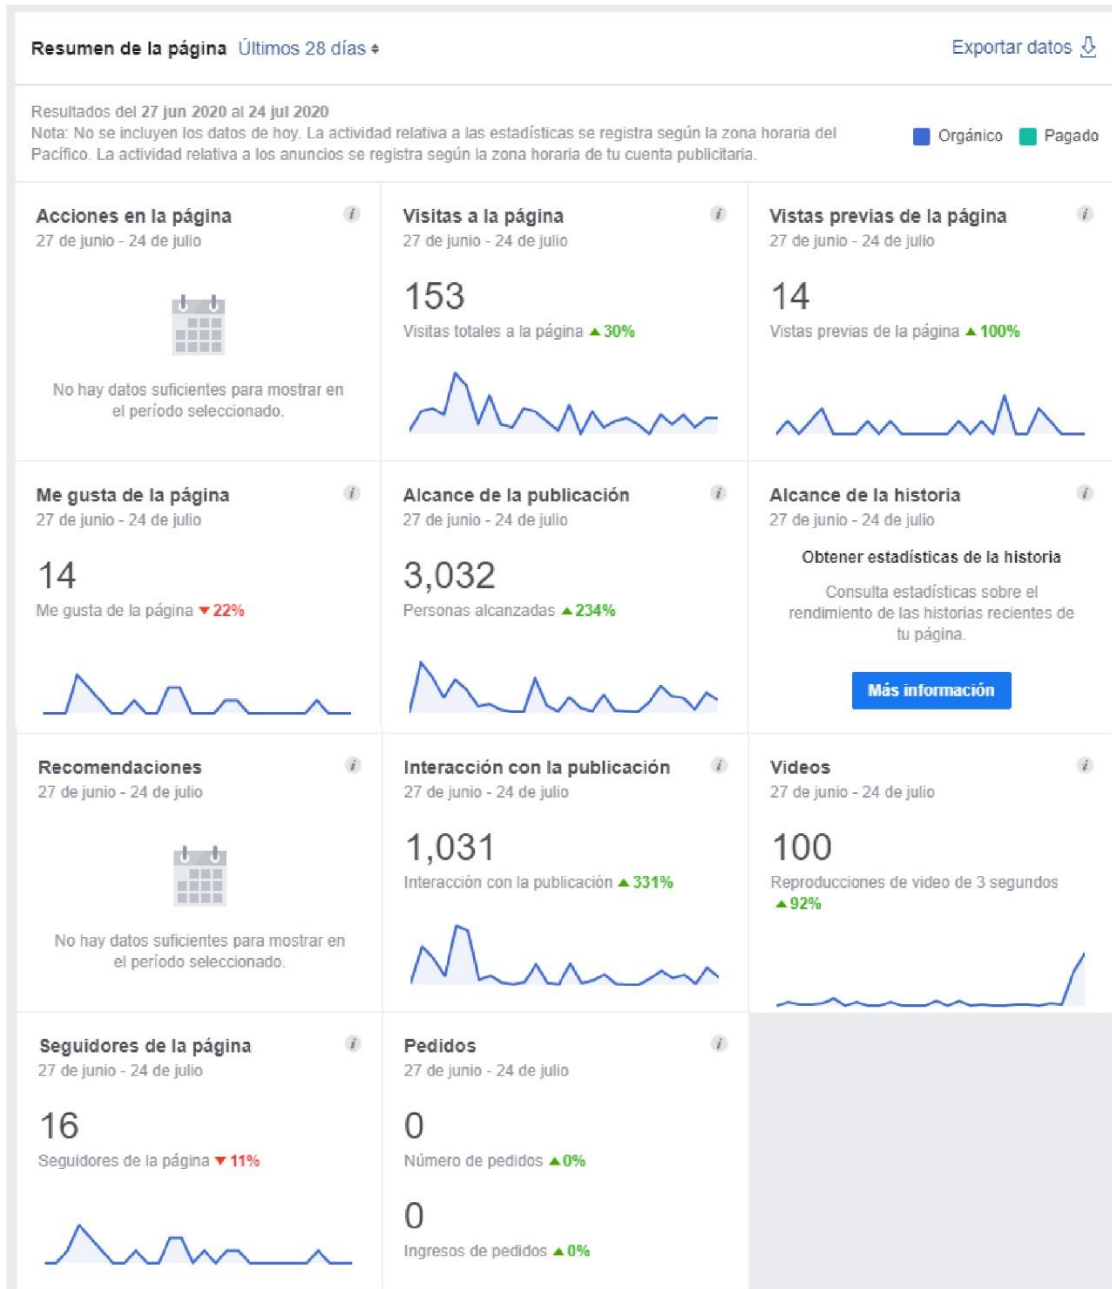 Resumen de la página Últimos 28 días
Exportar datos
Resultados del 27 jun 2020 al 24 jul 2020
Nota: No se incluyen los datos de hoy. La actividad relativa a las estadísticas se registra según la zona horaria del
Pacífico. La actividad relativa a los anuncios se registra según la zona horaria de tu cuenta publicitaria.
Orgánico Pagado
Acciones en la página
27 de junio - 24 de julio
No hay datos suficientes para mostrar en
el período seleccionado.
Visitas a la página
27 de junio - 24 de julio
153
Visitas totales a la página ▲ 30%
Vistas previas de la página
27 de junio - 24 de julio
14
Vistas previas de la página ▲ 100%
Me gusta de la página
27 de junio - 24 de julio
14
Me gusta de la página ▼ 22%
Alcance de la publicación
27 de junio - 24 de julio
3,032
Personas alcanzadas ▲ 234%
Alcance de la historia
27 de junio - 24 de julio
Obtener estadísticas de la historia
Consulta estadísticas sobre el
rendimiento de las historias recientes de
tu página.
Más información
Recomendaciones
27 de junio - 24 de julio
No hay datos suficientes para mostrar en
el período seleccionado.
Interacción con la publicación
27 de junio - 24 de julio
1,031
Interacción con la publicación ▲ 331%
Videos
27 de junio - 24 de julio
100
Reproducciones de video de 3 segundos
▲ 92%
Seguidores de la página
27 de junio - 24 de julio
16
Seguidores de la página ▼ 11%
Pedidos
27 de junio - 24 de julio
0
Número de pedidos ▲ 0%
0
Ingresos de pedidos ▲ 0%